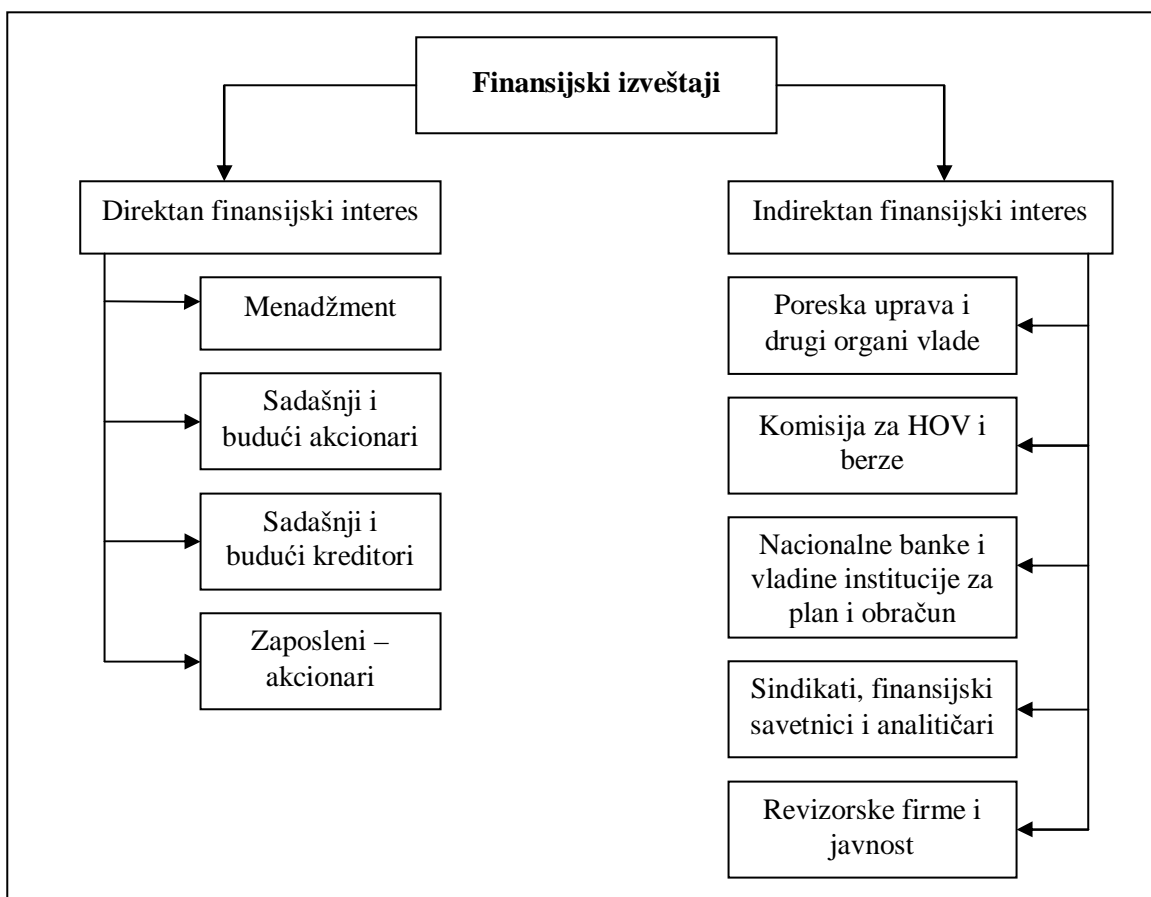 Finansijski izveštaji
Direktan finansijski interes
Menadžment
Sadašnji i
budući akcionari
Sadašnji i
budući kreditori
Zaposleni –
akcionari
Indirektan finansijski interes
Poreska uprava i
drugi organi vlade
Komisija za HOV i
berze
Nacionalne banke i
vladine institucije za
plan i obračun
Sindikati, finansijski
savetnici i analitičari
Revizorske firme i
javnost